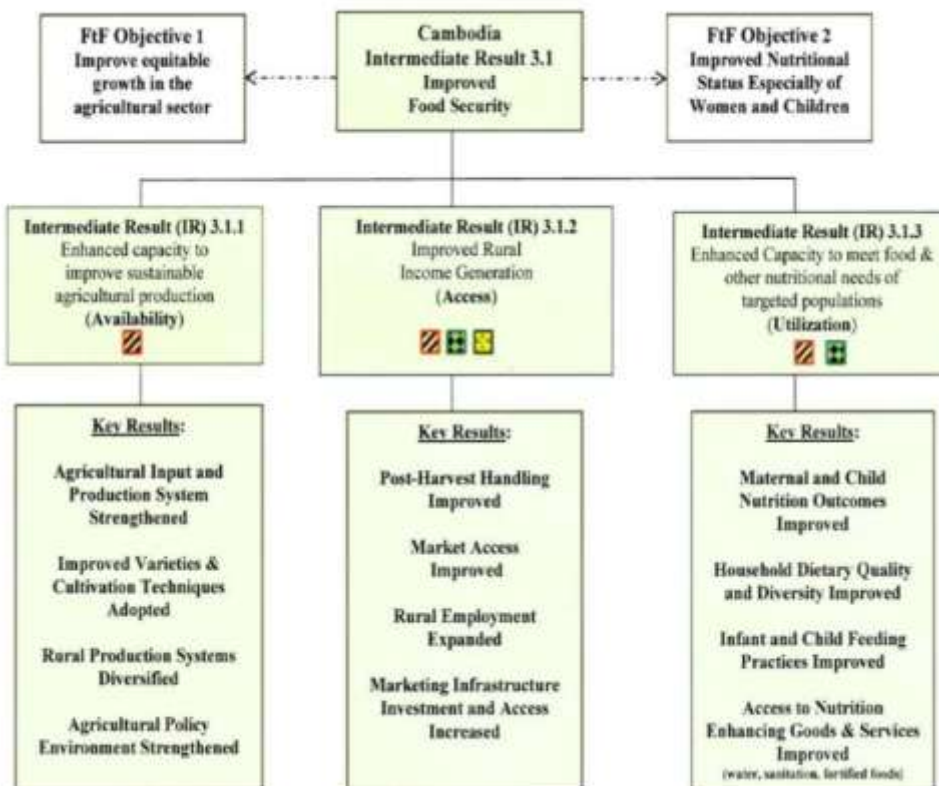 FtF Objective 1
Improve equitable
growth in the
agricultural sector
Cambodia
Intermediate Result 3.1
Improved
Food Security
FtF Objective 2
Improved Nutritional
Status Especially of
Women and Children
Intermediate Result (IR) 3.1.1
Enhanced capacity to
improve sustainable
agricultural production
(Availability)
Intermediate Result (IR) 3.1.2
Improved Rural
Income Generation
(Access)
Intermediate Result (IR) 3.1.3
Enhanced Capacity to meet food &
other nutritional needs of
targeted populations
(Utilization)
Key Results:
Agricultural Input and
Production System
Strengthened
Improved Varieties &
Cultivation Techniques
Adopted
Rural Production Systems
Diversified
Agricultural Policy
Environment Strengthened
Key Results:
Post-Harvest Handling
Improved
Market Access
Improved
Rural Employment
Expanded
Marketing Infrastructure
Investment and Access
Increased
Key Results:
Maternal and Child
Nutrition Outcomes
Improved
Household Dietary Quality
and Diversity Improved
Infant and Child Feeding
Practices Improved
Access to Nutrition
Enhancing Goods & Services
Improved
(water, sanitation, fortified foods)